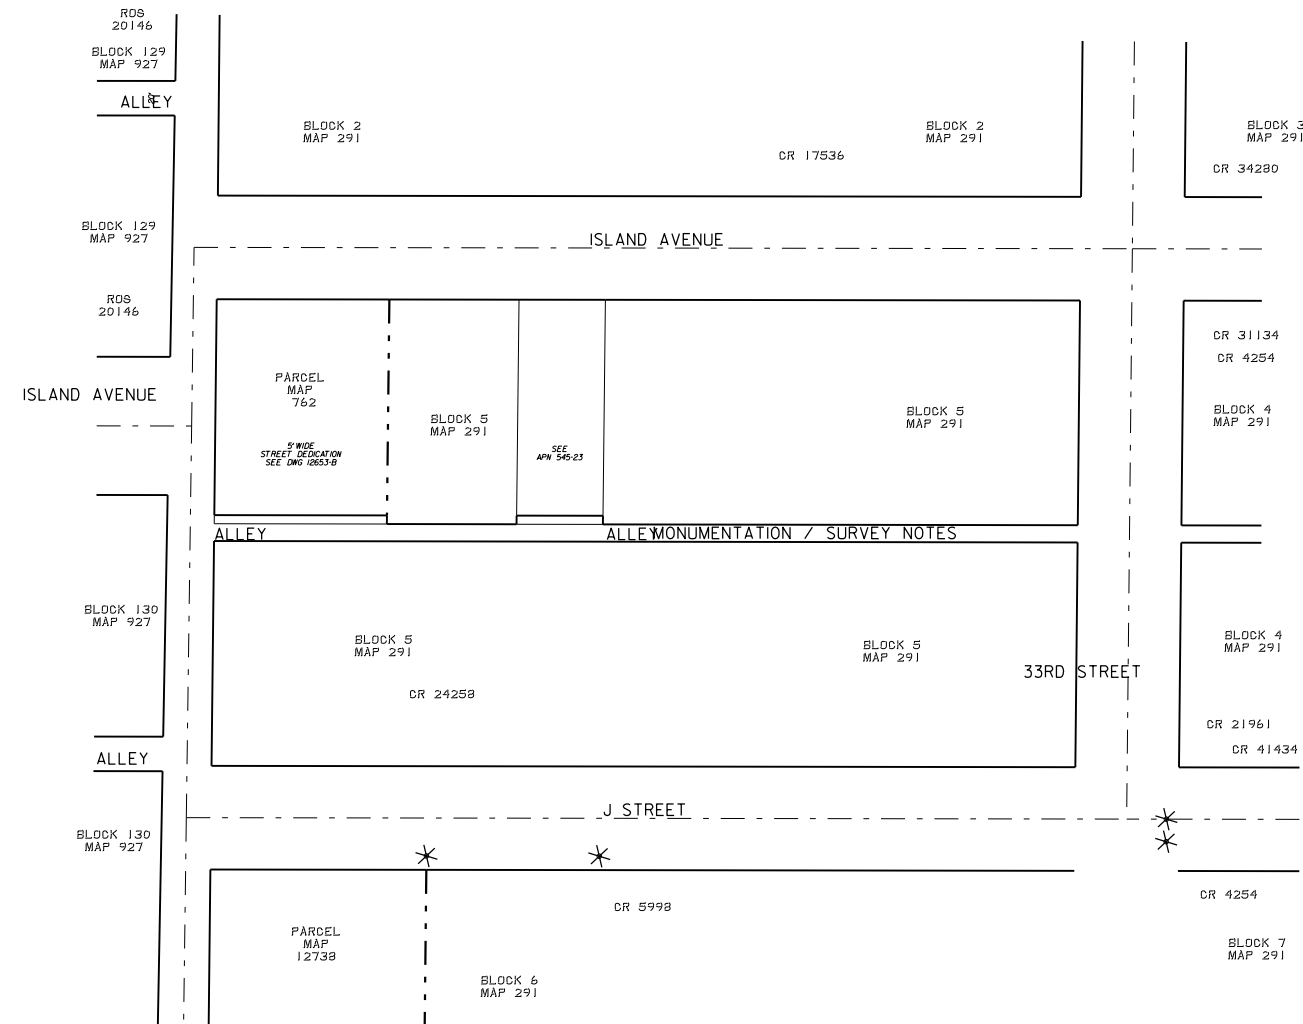 ROS
20146
BLOCK 129
MAP 927
ALLEY
BLOCK 2
MAP 291
BLOCK 2
MAP 291
BLOCK 3
MAP 291
CR 17536
CR 34280
BLOCK 129
MAP 927
ISLAND AVENUE
ROS
20146
CR 31134
CR 4254
PARCEL
MAP
762
ISLAND AVENUE
BLOCK 5
MAP 291
BLOCK 5
MAP 291
BLOCK 4
MAP 291
5' WIDE
STREET DEDICATION
SEE DWG 12653-B
SEE
APN 545-23
ALLEY
ALLEY
MONUMENTATION / SURVEY NOTES
BLOCK 130
MAP 927
BLOCK 5
MAP 291
BLOCK 5
MAP 291
BLOCK 4
MAP 291
33RD STREET
CR 24258
CR 21961
CR 41434
ALLEY
J STREET
BLOCK 130
MAP 927
CR 5998
CR 4254
PARCEL
MAP
12738
BLOCK 7
MAP 291
BLOCK 6
MAP 291